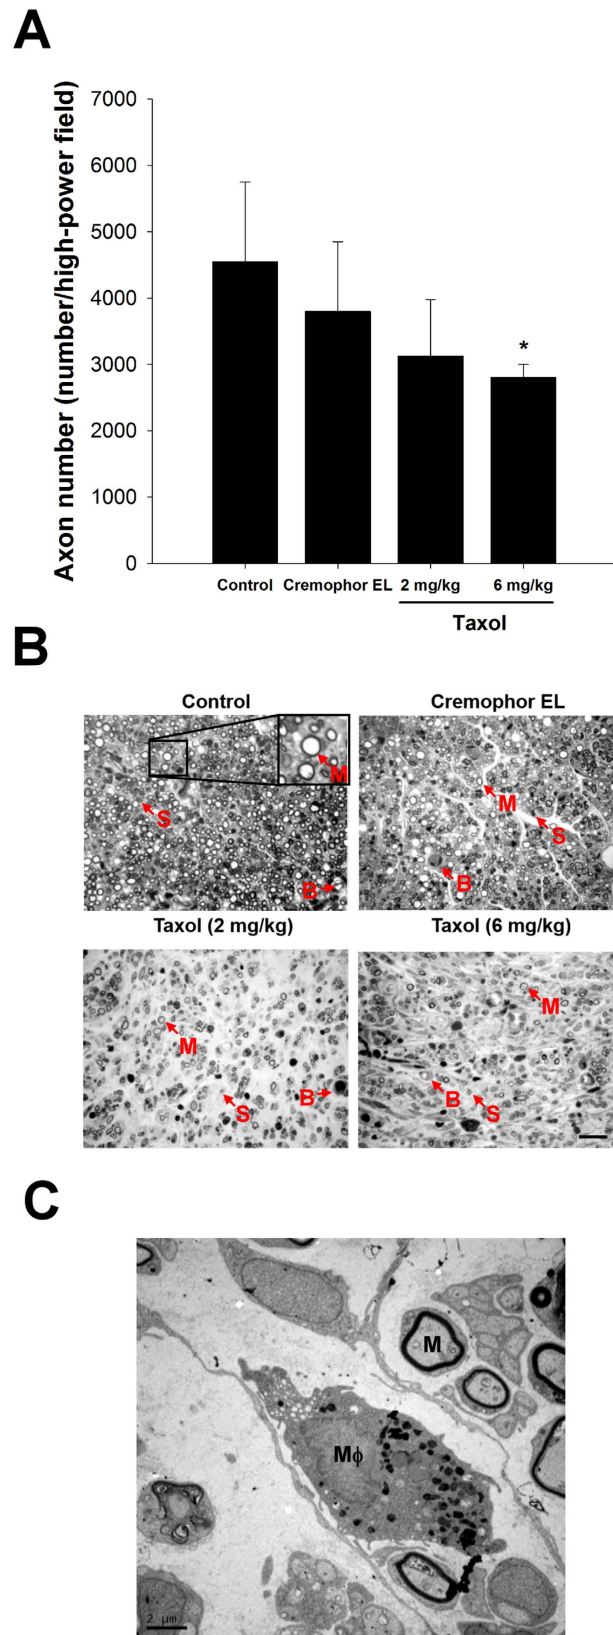 A
Axon number (number/high-power field)
7000
6000
5000
4000
3000
2000
1000
0
*
Control
Cremophor EL
2 mg/kg
6 mg/kg
Taxol
B
Control
Cremophor EL
M
S
B
M
S
B
Taxol (2 mg/kg)
Taxol (6 mg/kg)
M
S
B
M
B
S
C
M
Mϕ
2 μm